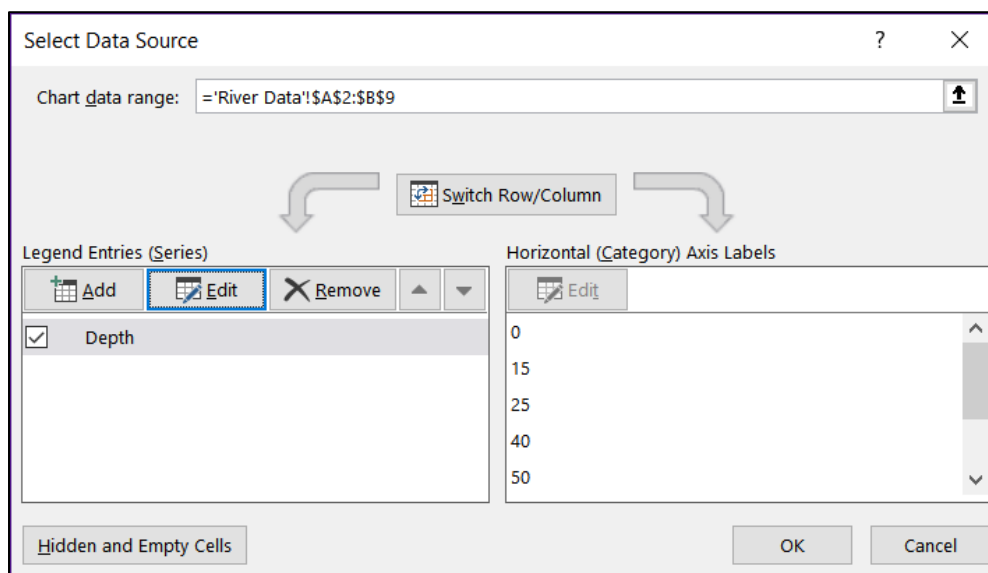 Select Data Source ?
Chart data range: ='River Data'!$A$2:$B$9
Switch Row/Column
Legend Entries (Series)
Add Edit Remove
Depth
Horizontal (Category) Axis Labels
Edit
0
15
25
40
50
Hidden and Empty Cells
OK Cancel